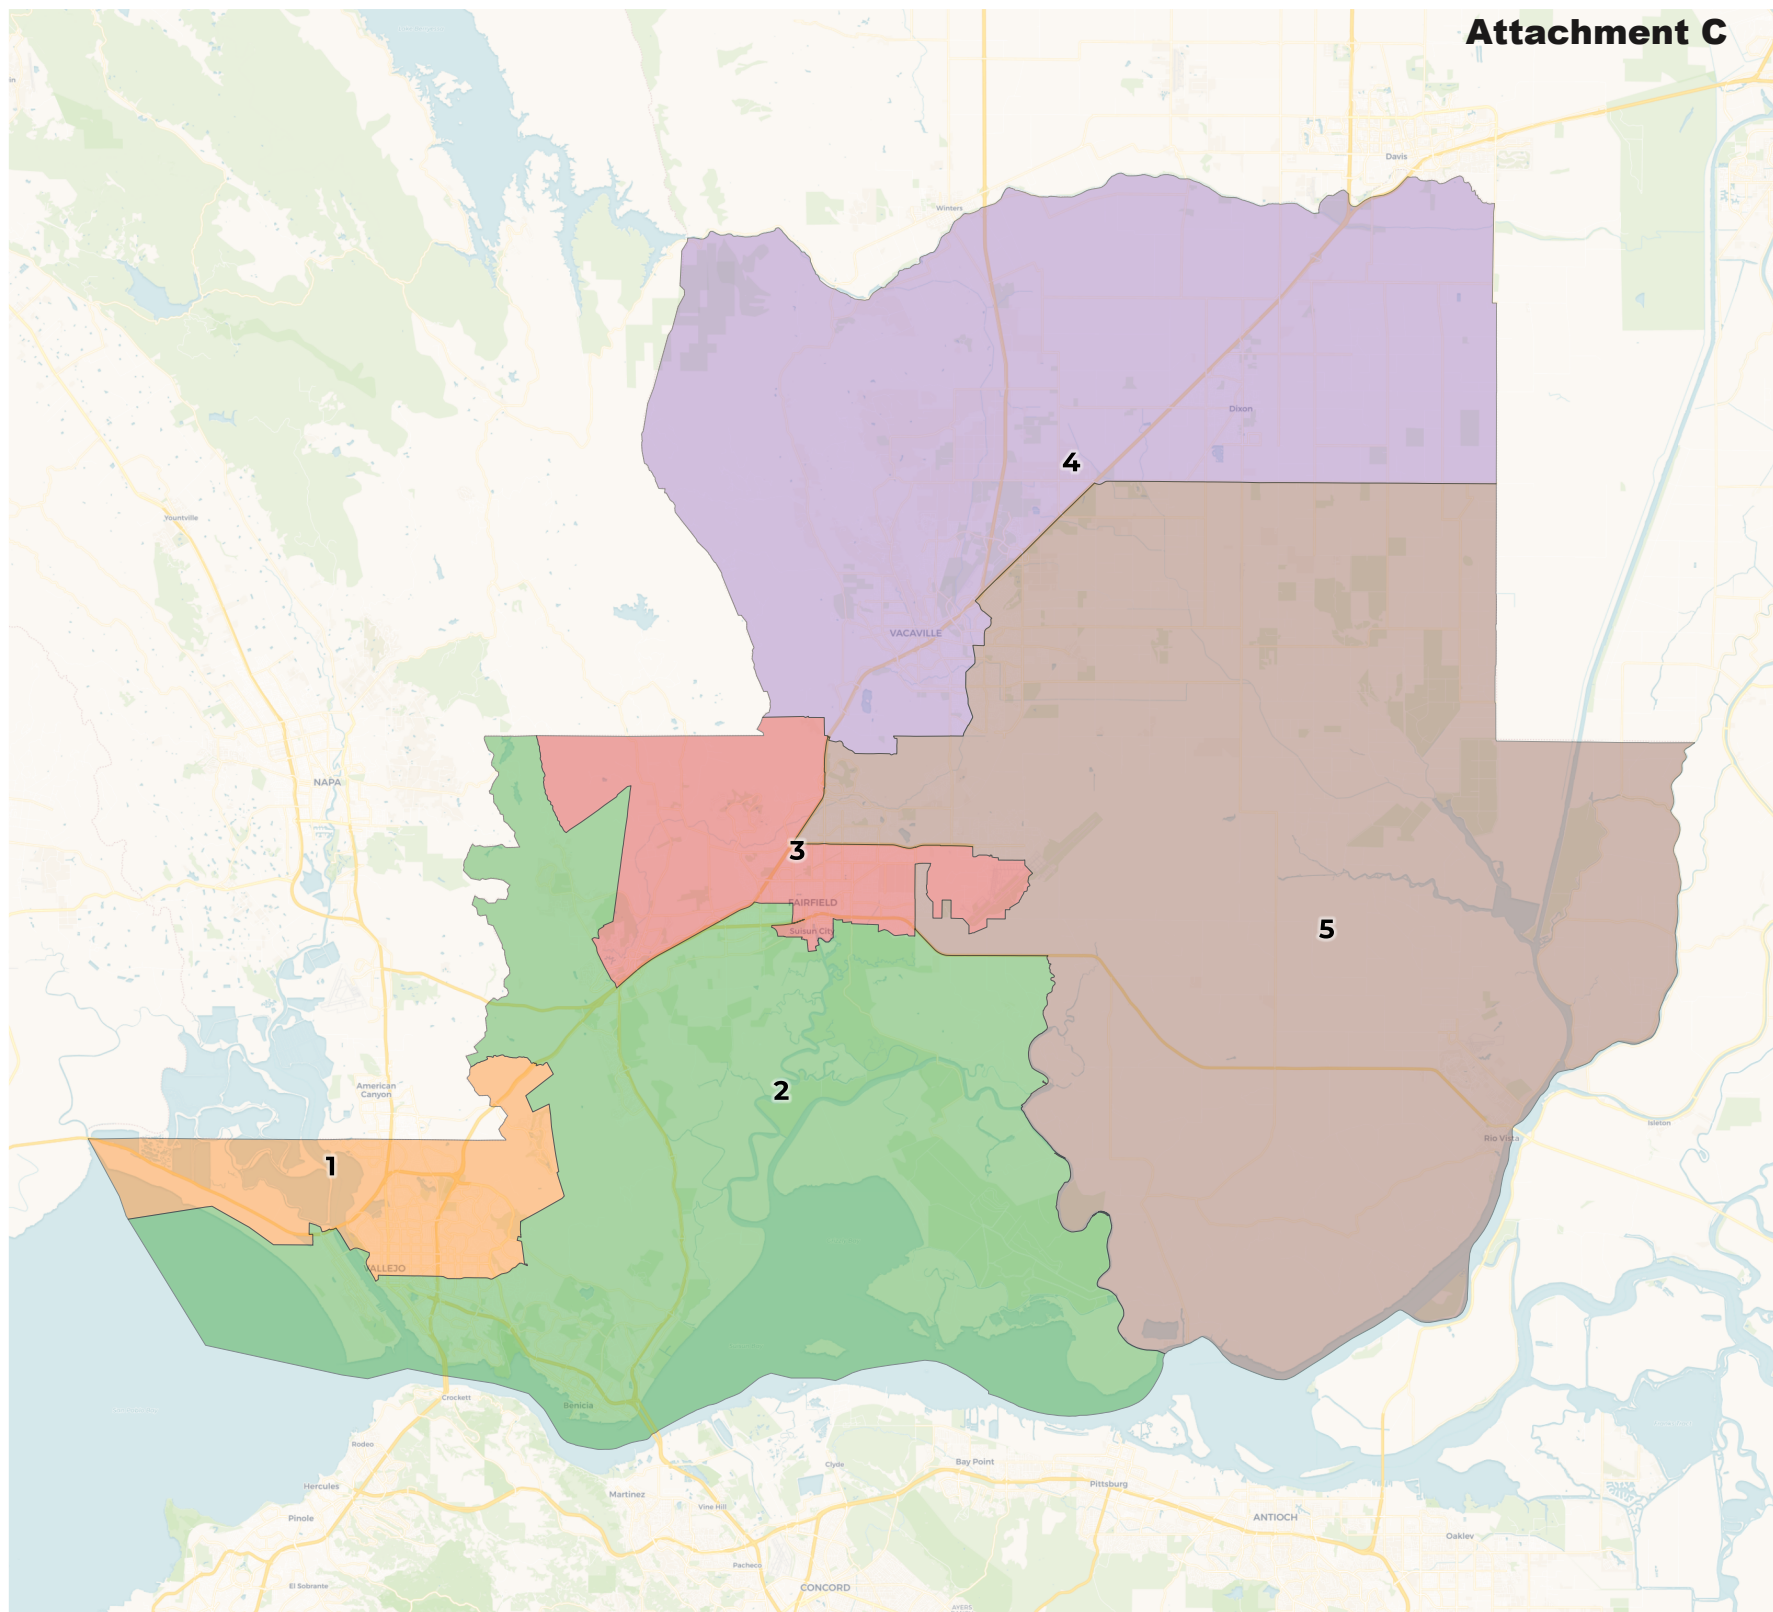 Attachment C
Davis
Winters
Dixon
4
Yountville
VACAVILLE
NAPA
3
FAIRFIELD
Suisun City
5
American
Canyon
2
Isleton
Rio Vista
1
VALLEJO
Crockett
Benicia
Rodeo
Clyde
Bay Point
Hercules
Martinez
Pittsburg
Vine Hill
Pinole
ANTIOCH
Oakley
Pacheco
El Sobrante
CONCORD